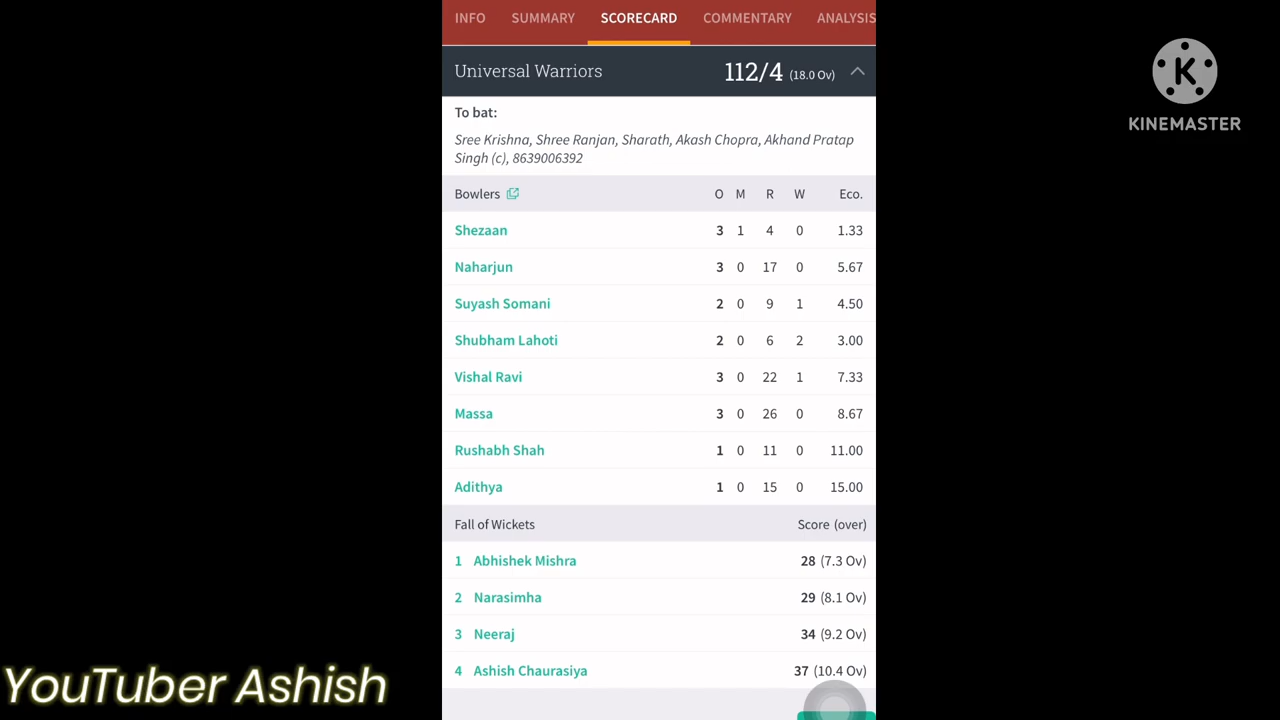 INFO SUMMARY SCORECARD COMMENTARY ANALYSIS
Universal Warriors 112/4 (18.0 Ov)
To bat:
Sree Krishna, Shree Ranjan, Sharath, Akash Chopra, Akhand Pratap
Singh (c), 8639006392
Bowlers O M R W Eco.
Shezaan 3 1 4 0 1.33
Naharjun 3 0 17 0 5.67
Suyash Somani 2 0 9 1 4.50
Shubham Lahoti 2 0 6 2 3.00
Vishal Ravi 3 0 22 1 7.33
Massa 3 0 26 0 8.67
Rushabh Shah 1 0 11 0 11.00
Adithya 1 0 15 0 15.00
Fall of Wickets Score (over)
1 Abhishek Mishra 28 (7.3 Ov)
2 Narasimha 29 (8.1 Ov)
3 Neeraj 34 (9.2 Ov)
4 Ashish Chaurasiya 37 (10.4 Ov)
K
KINEMASTER
YouTuber Ashish